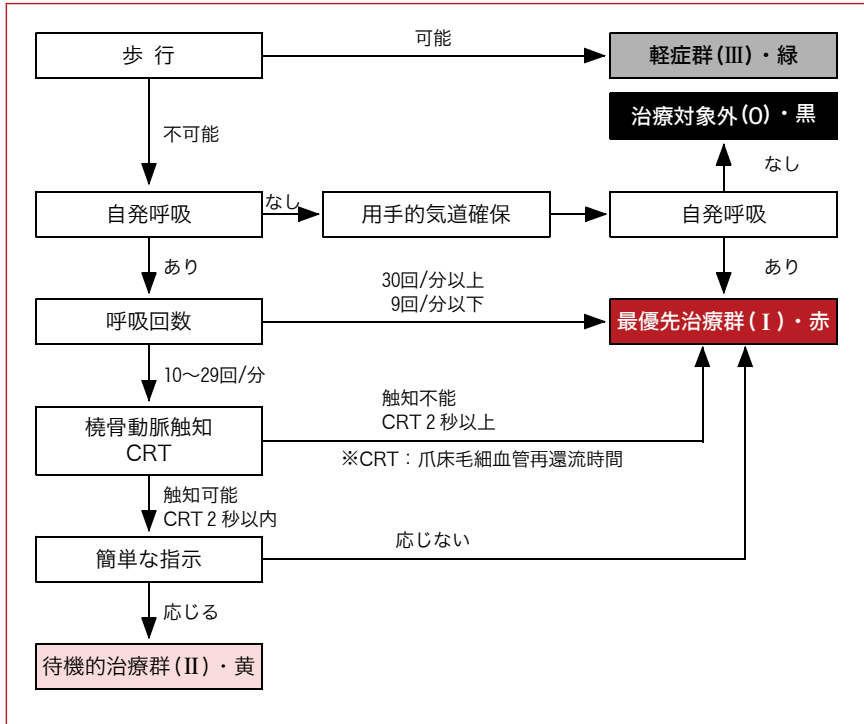 歩 行
可能
軽症群(Ⅲ)・緑
治療対象外(0)・黒
不可能
なし
自発呼吸
なし
用手的気道確保
自発呼吸
あり
あり
30回/分以上
9回/分以下
呼吸回数
最優先治療群(Ⅰ)・赤
10〜29回/分
橈骨動脈触知
CRT
触知不能
CRT 2 秒以上
※CRT：爪床毛細血管再還流時間
触知可能
CRT 2 秒以内
簡単な指示
応じない
応じる
待機的治療群(Ⅱ)・黄